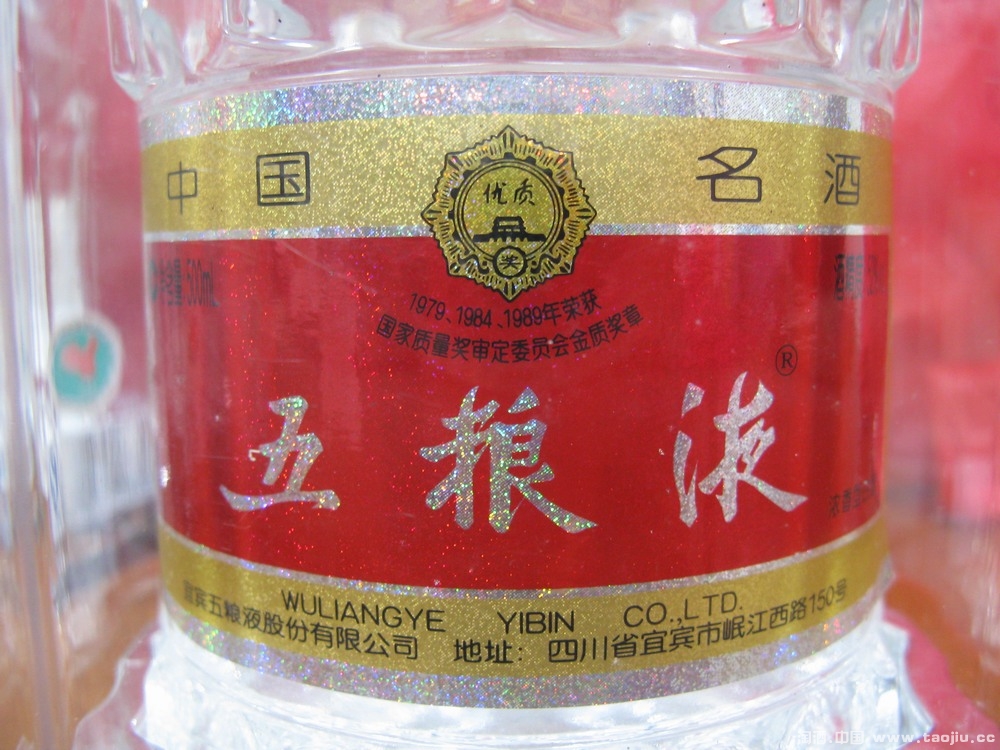 中国 名酒
优质
奖
500mL
1979、1984、1989年荣获
国家质量奖审定委员会金质奖章
五粮液®
WULIANGYE YIBIN CO.,LTD.
宜宾五粮液股份有限公司 地址：四川省宜宾市岷江西路150号
www.taojiu.cc